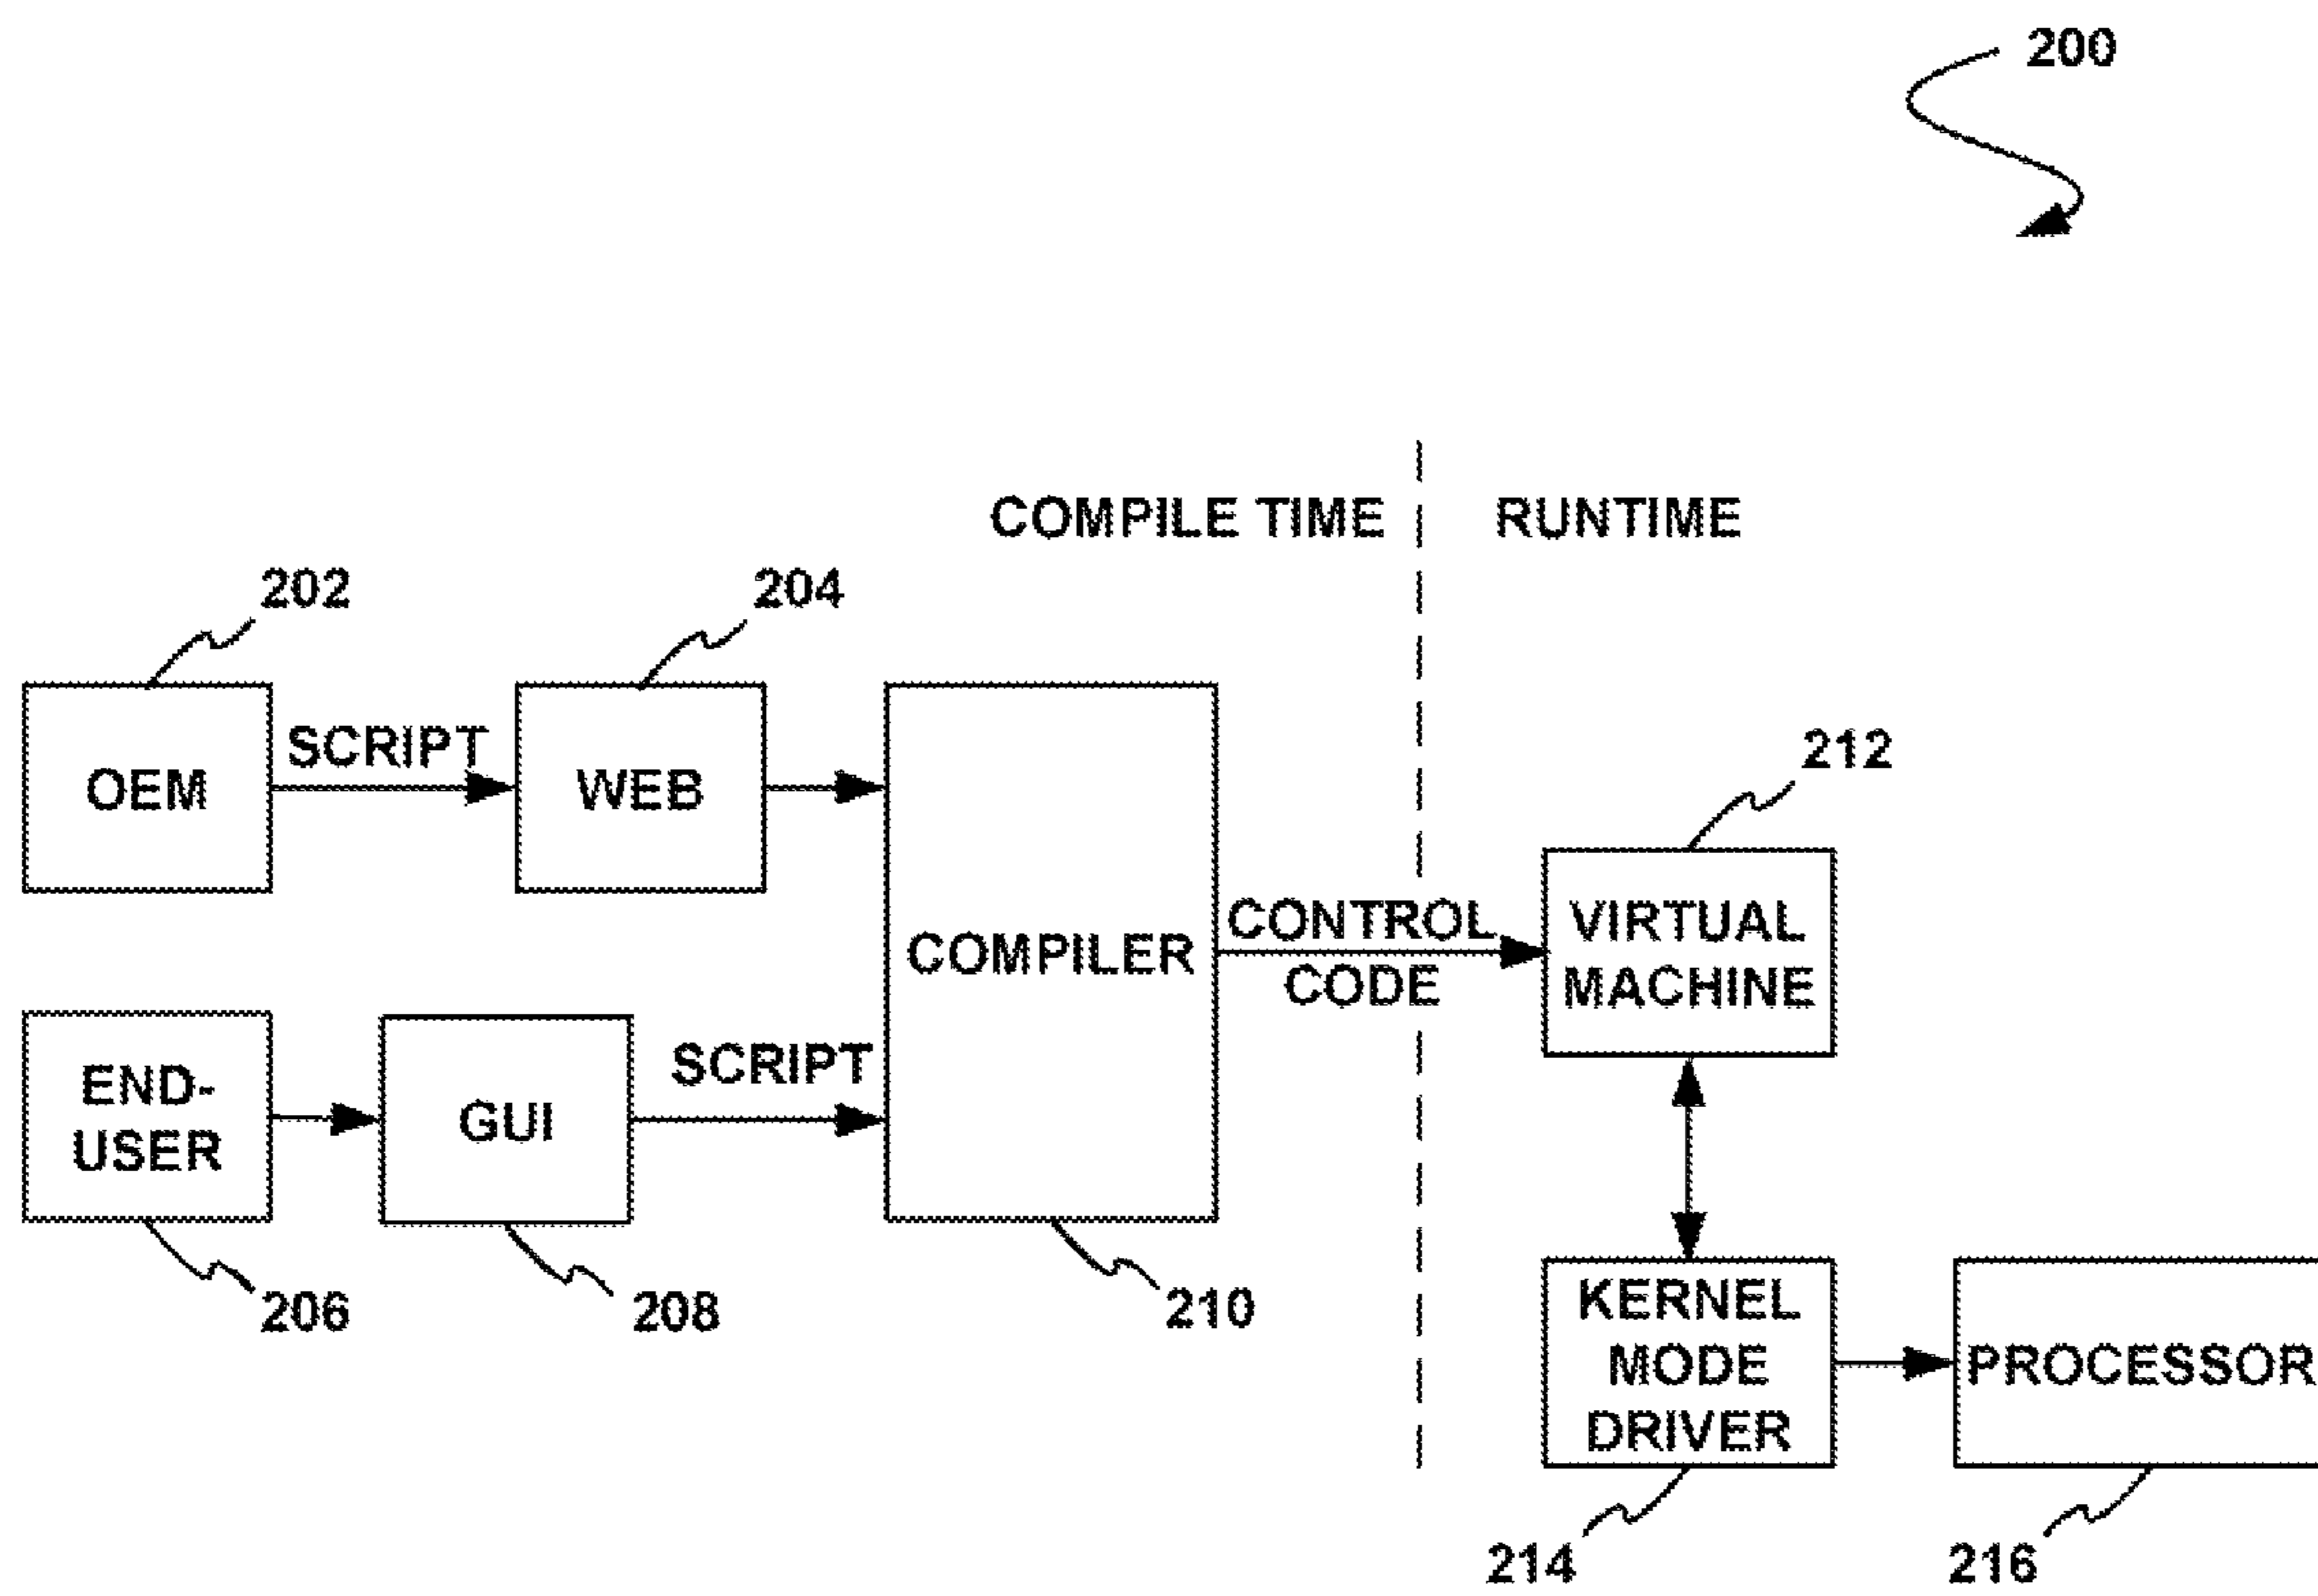 200
COMPILE TIME
RUNTIME
202
204
OEM
SCRIPT
WEB
212
COMPILER
CONTROL
CODE
VIRTUAL
MACHINE
END-
USER
GUI
SCRIPT
206
208
210
KERNEL
MODE
DRIVER
PROCESSOR
214
216